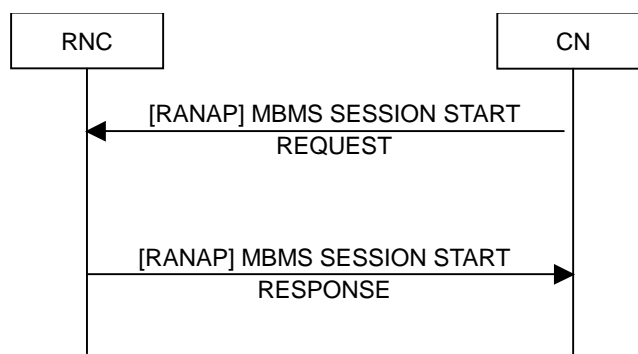 RNC
CN
[RANAP] MBMS SESSION START
REQUEST
[RANAP] MBMS SESSION START
RESPONSE